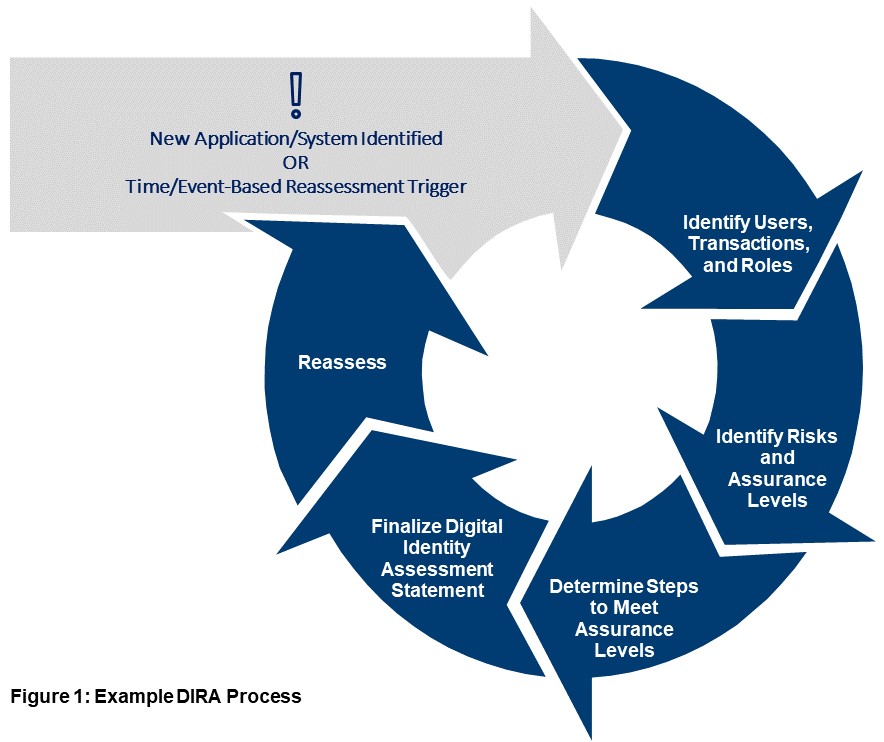 !
New Application/System Identified
OR
Time/Event-Based Reassessment Trigger
Identify Users,
Transactions,
and Roles
Identify Risks
and
Assurance
Levels
Determine Steps
to Meet
Assurance
Levels
Finalize Digital
Identity
Assessment
Statement
Reassess
Figure 1: Example DIRA Process